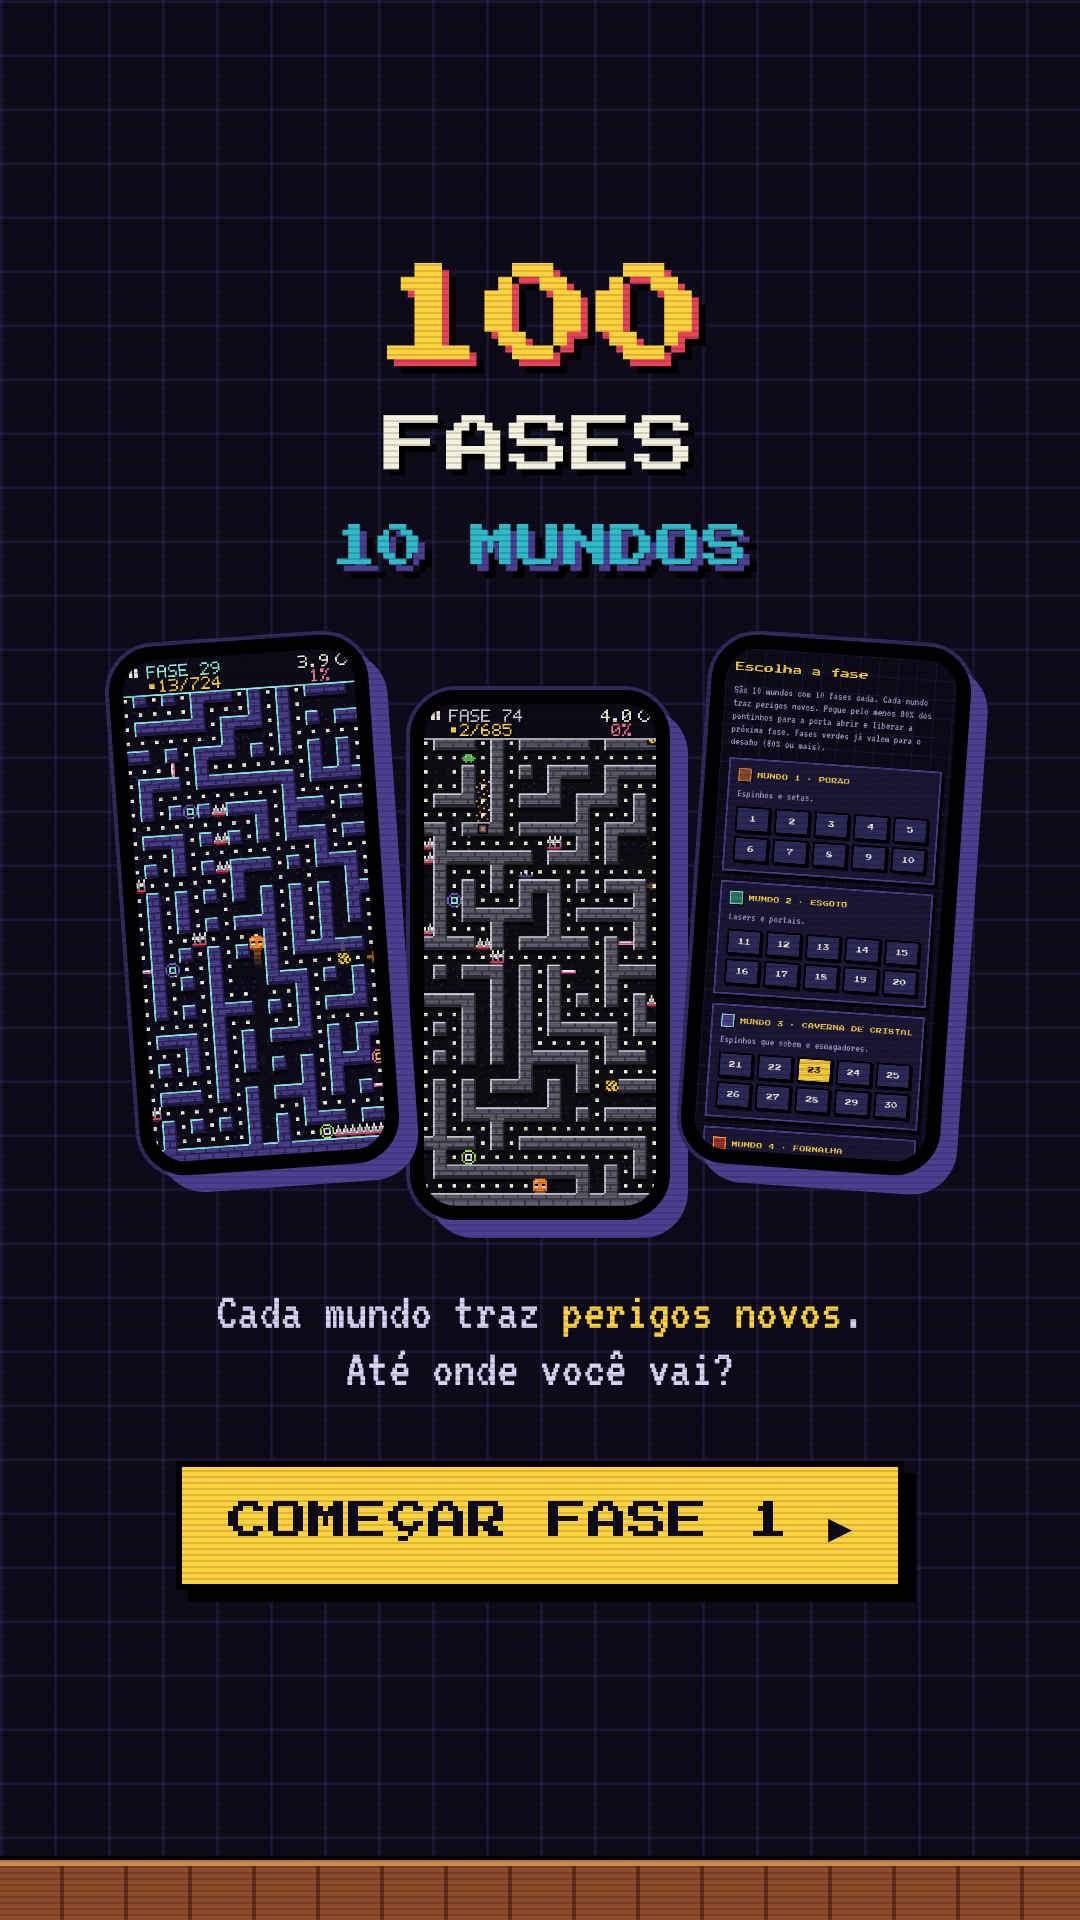 100
FASES
10 MUNDOS
FASE 29
3.9
13/724
1%
FASE 74
4.0
2/685
0%
Escolha a fase
São 10 mundos com 10 fases cada. Cada mundo
traz perigos novos. Pegue pelo menos 80% dos
pontinhos para a porta abrir e liberar a
próxima fase. Fases verdes já valem para o
desafio (80% ou mais).
MUNDO 1 · PORÃO
Espinhos e setas.
1 2 3 4 5
6 7 8 9 10
MUNDO 2 · ESGOTO
Lasers e portais.
11 12 13 14 15
16 17 18 19 20
MUNDO 3 · CAVERNA DE CRISTAL
Espinhos que sobem e esmagadores.
21 22 23 24 25
26 27 28 29 30
MUNDO 4 · FORNALHA
Cada mundo traz perigos novos.
Até onde você vai?
COMEÇAR FASE 1 ▶